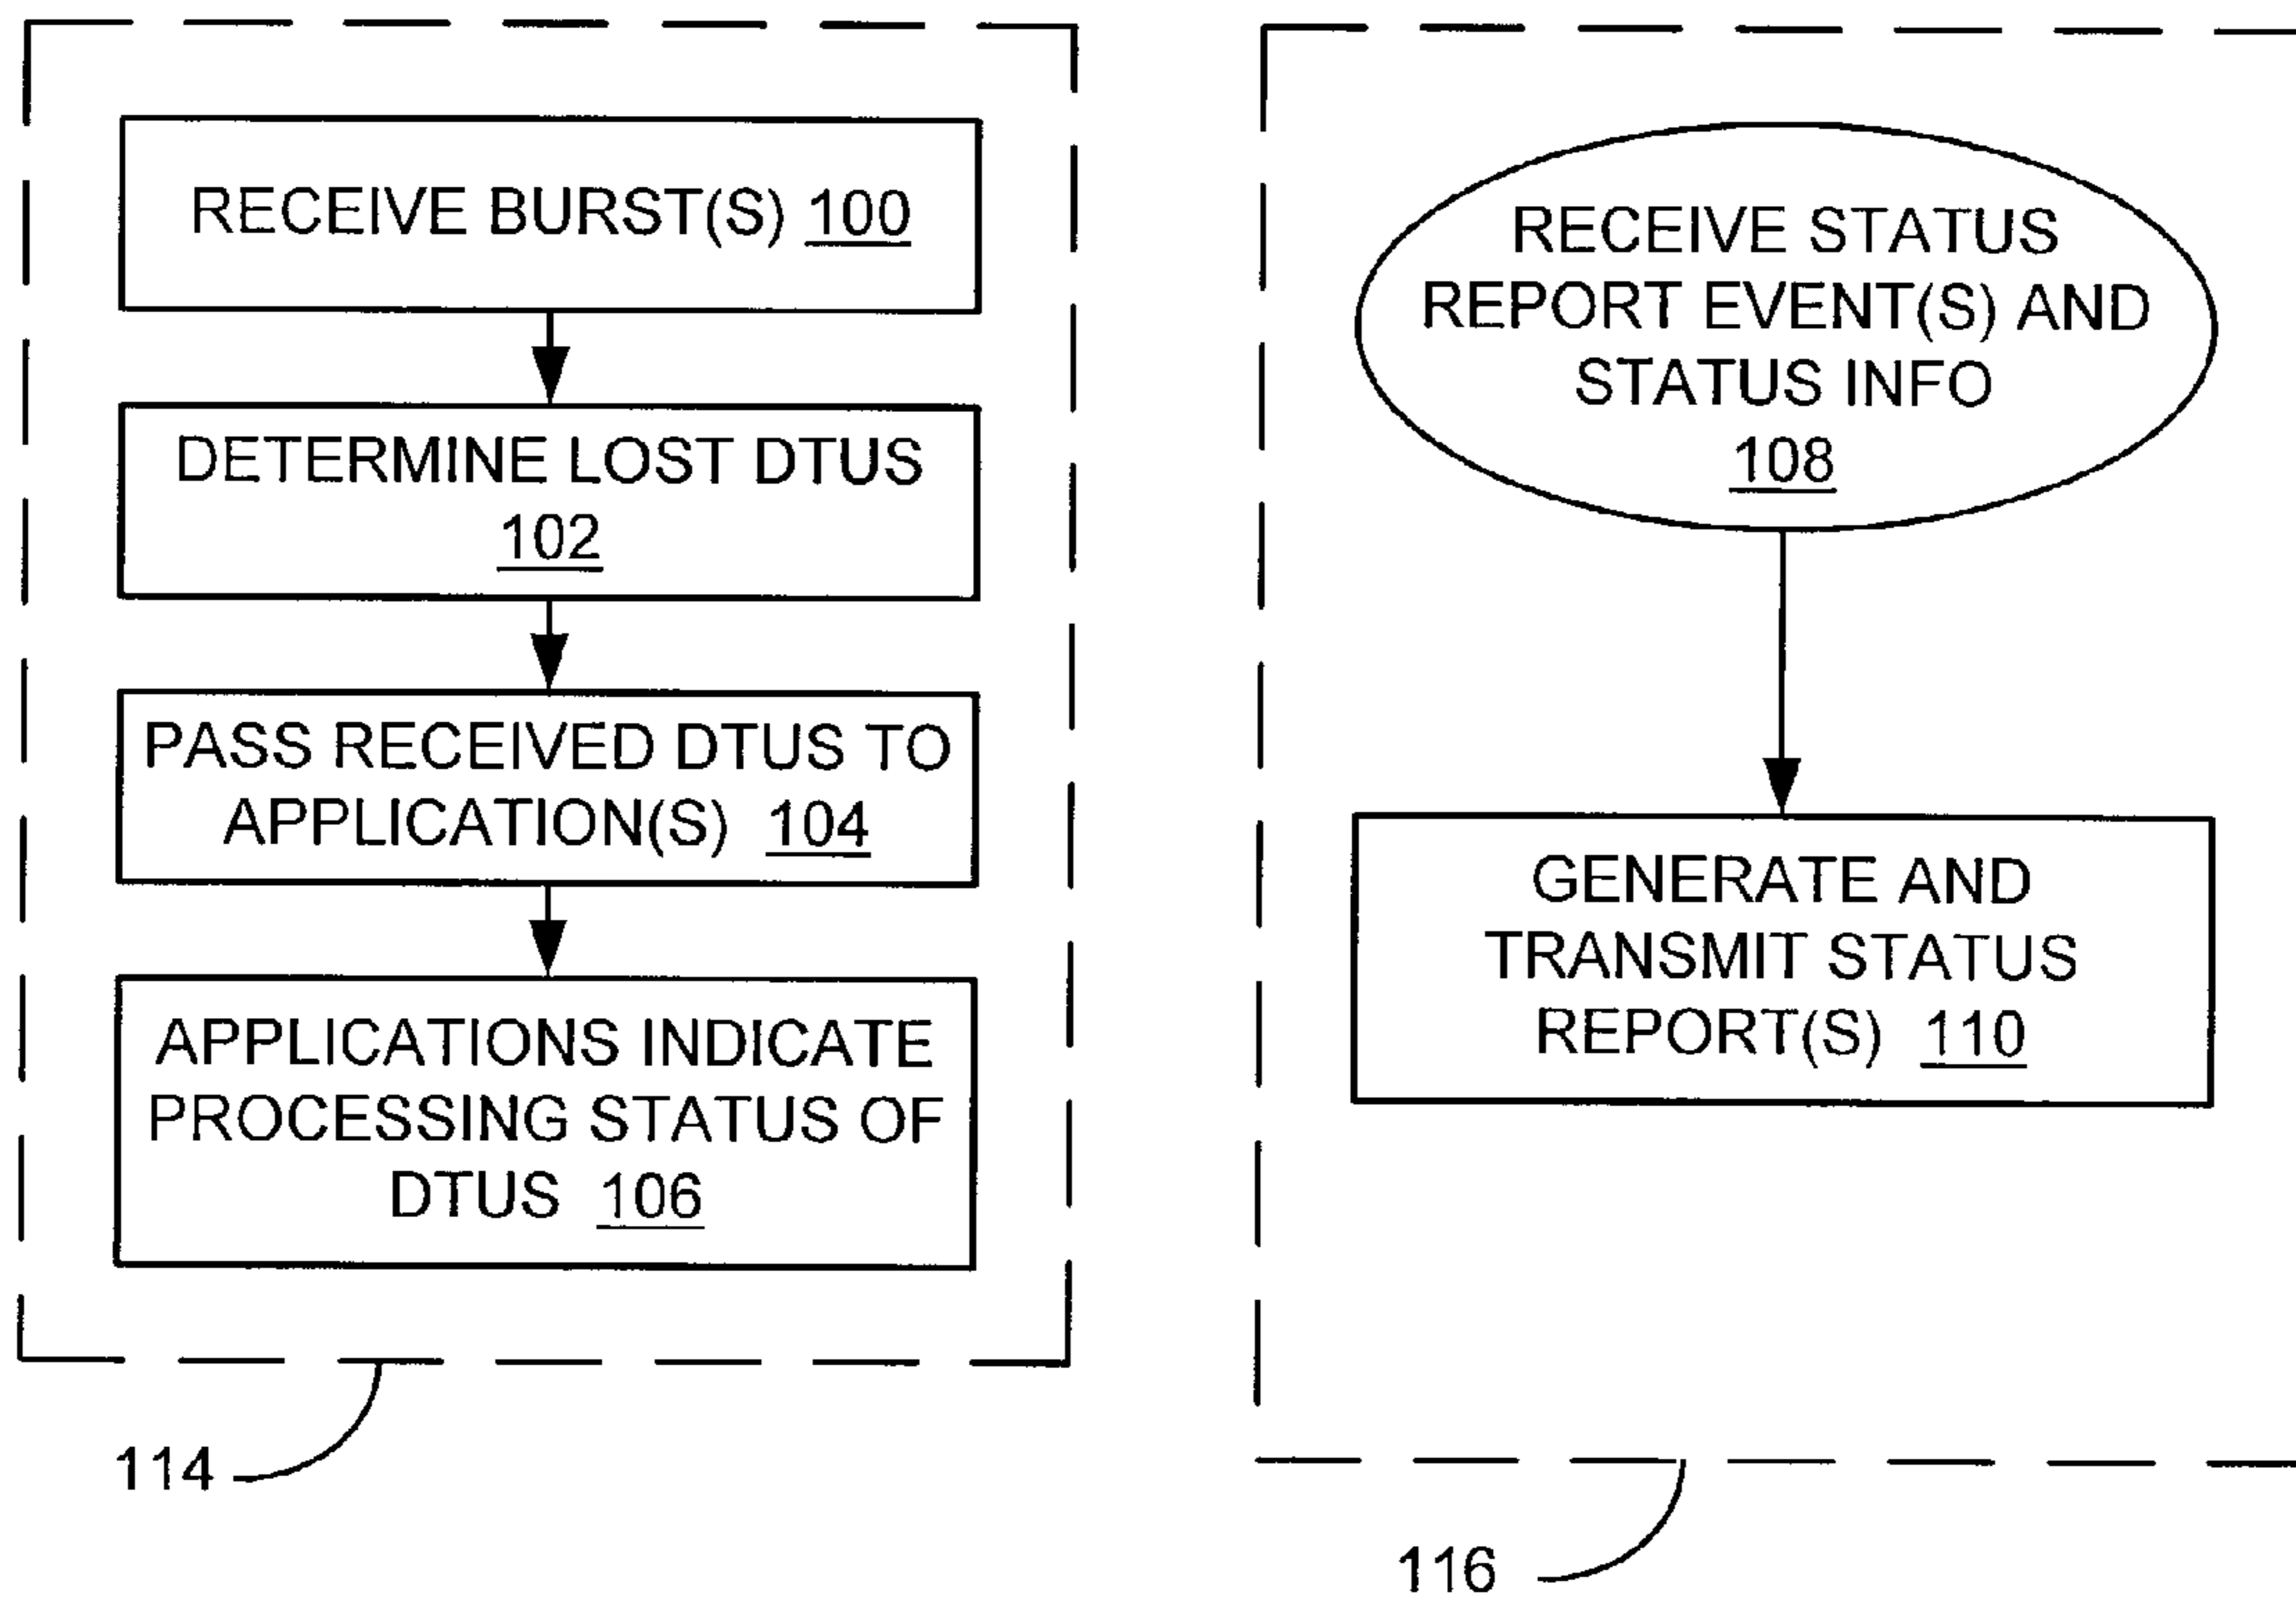 RECEIVE BURST(S) 100
DETERMINE LOST DTUS
102
PASS RECEIVED DTUS TO
APPLICATION(S) 104
APPLICATIONS INDICATE
PROCESSING STATUS OF
DTUS 106
114
RECEIVE STATUS
REPORT EVENT(S) AND
STATUS INFO
108
GENERATE AND
TRANSMIT STATUS
REPORT(S) 110
116